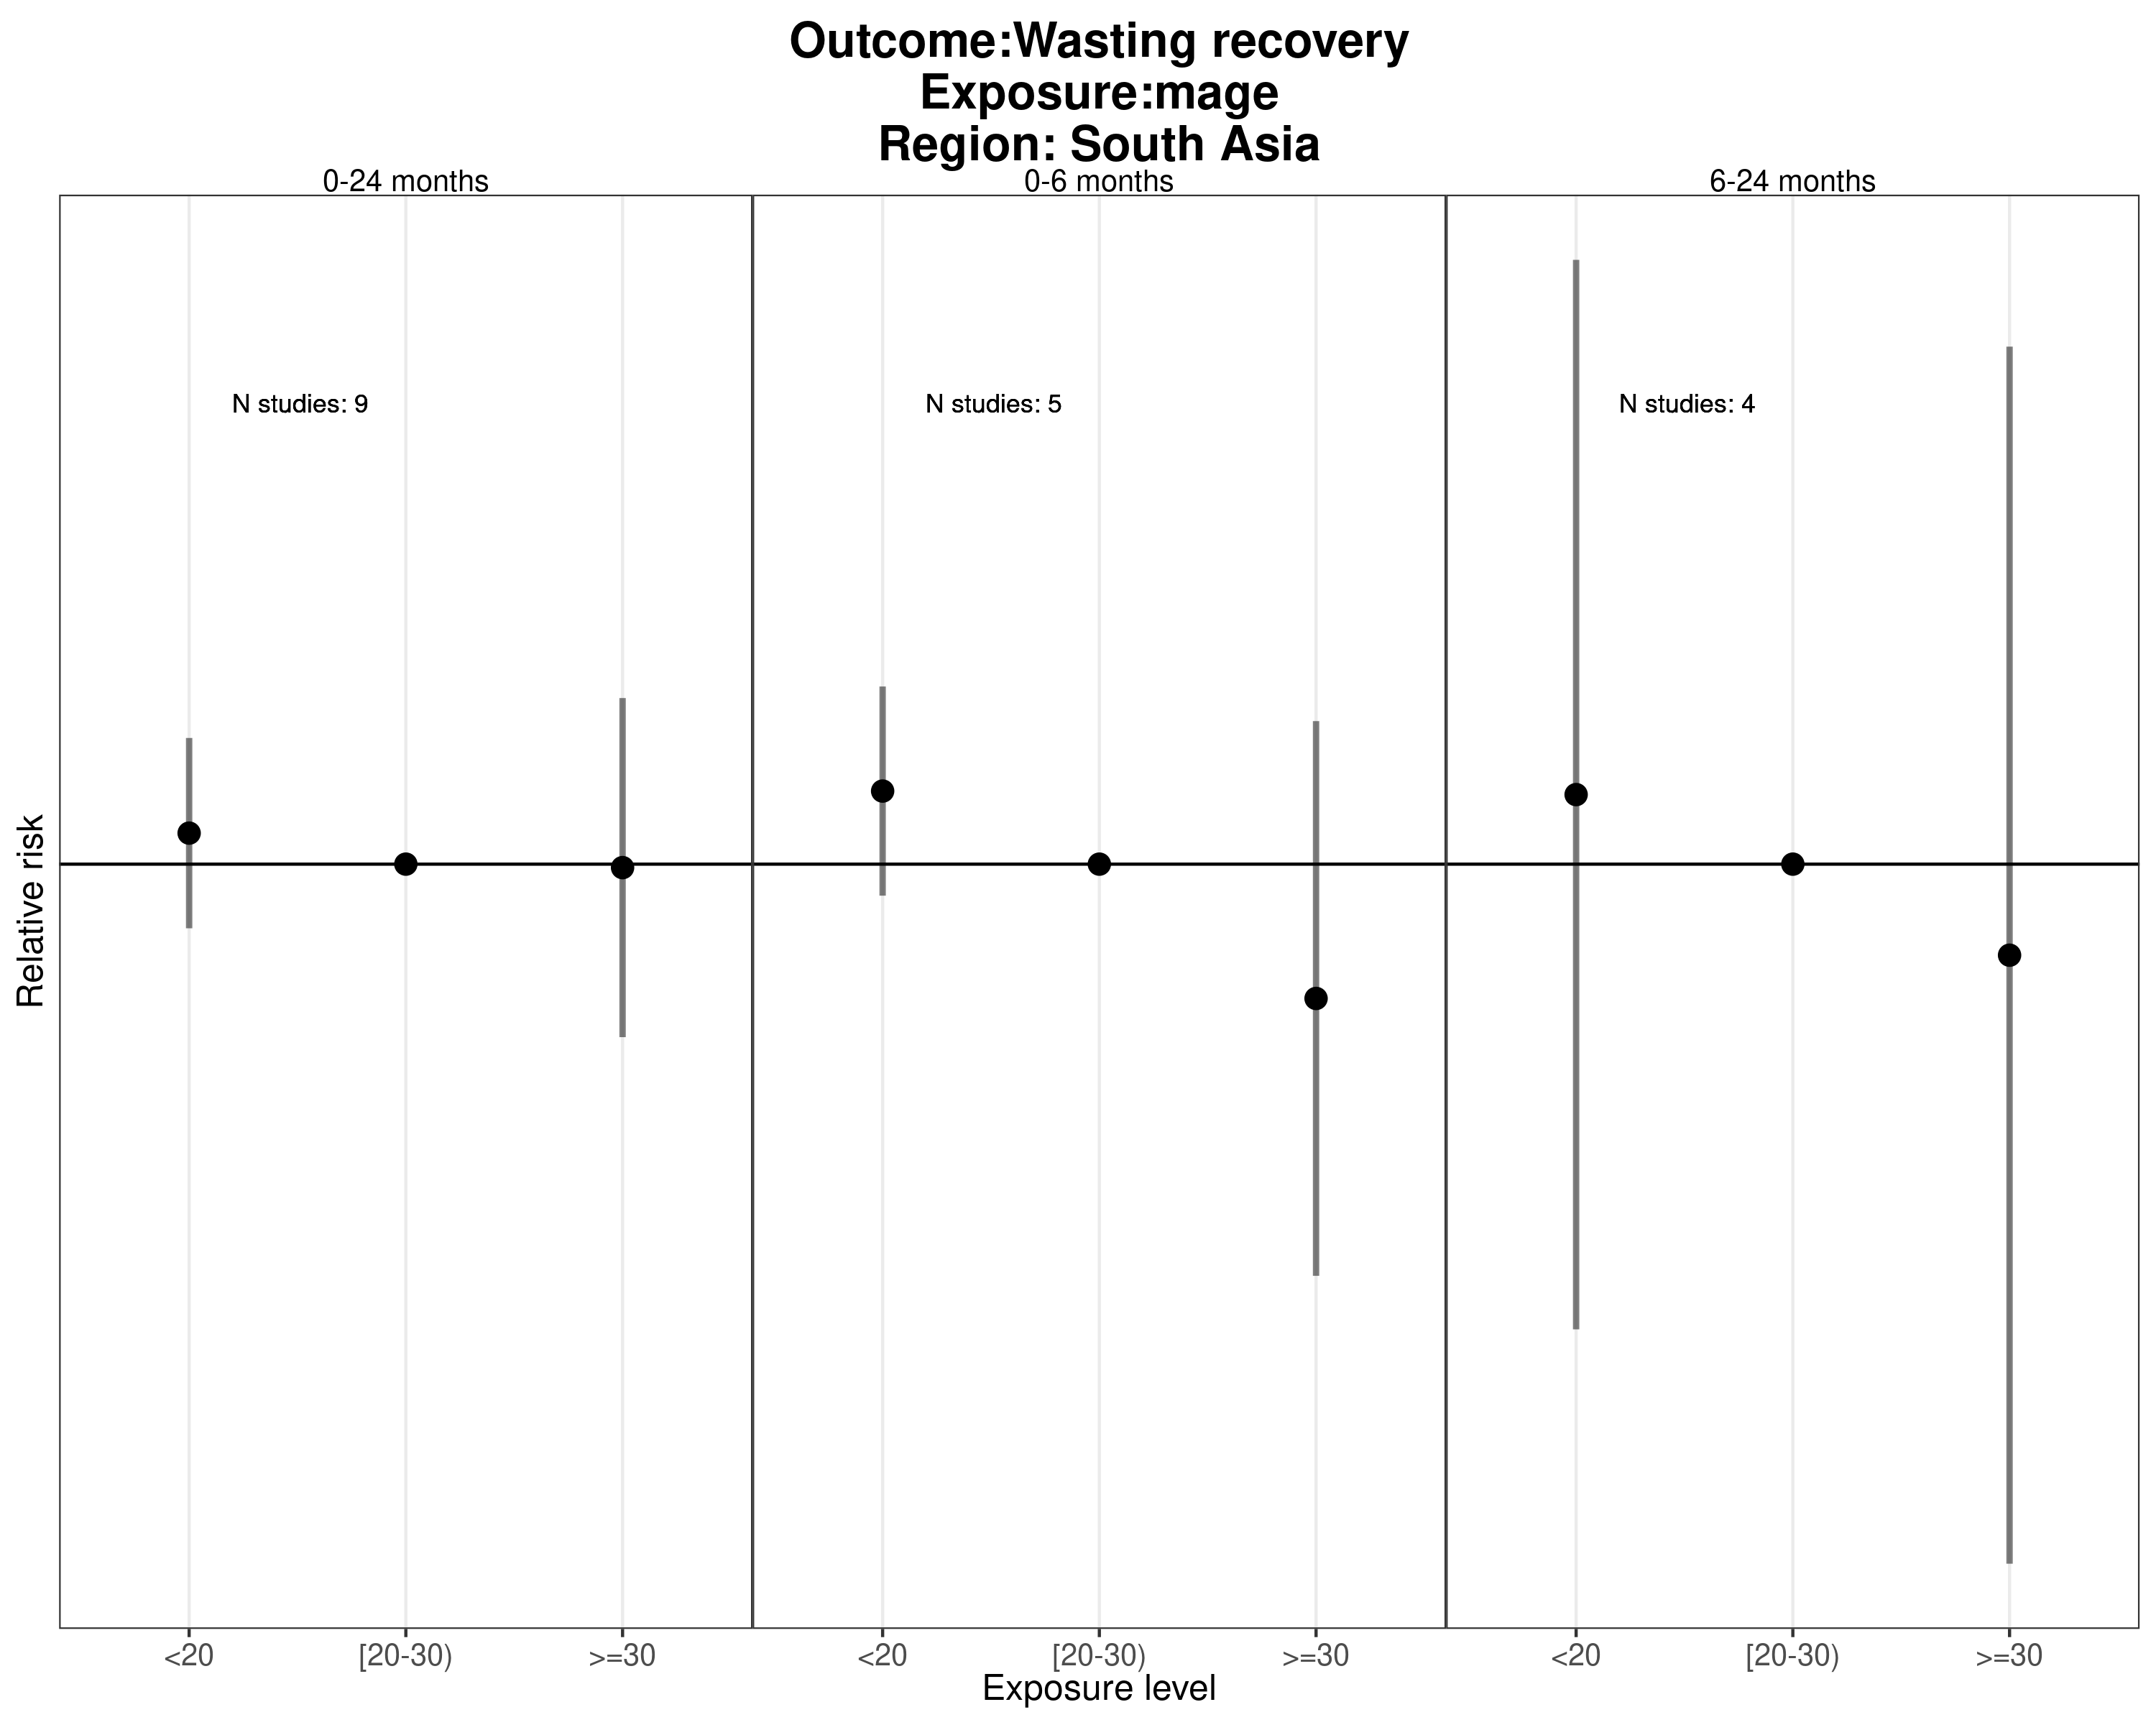 Outcome:Wasting recovery
Exposure:mage
Region: South Asia
0-24 months
0-6 months
6-24 months
N studies: 9
N studies: 5
N studies: 4
Relative risk
<20
[20-30)
>=30
<20
[20-30)
>=30
<20
[20-30)
>=30
Exposure level